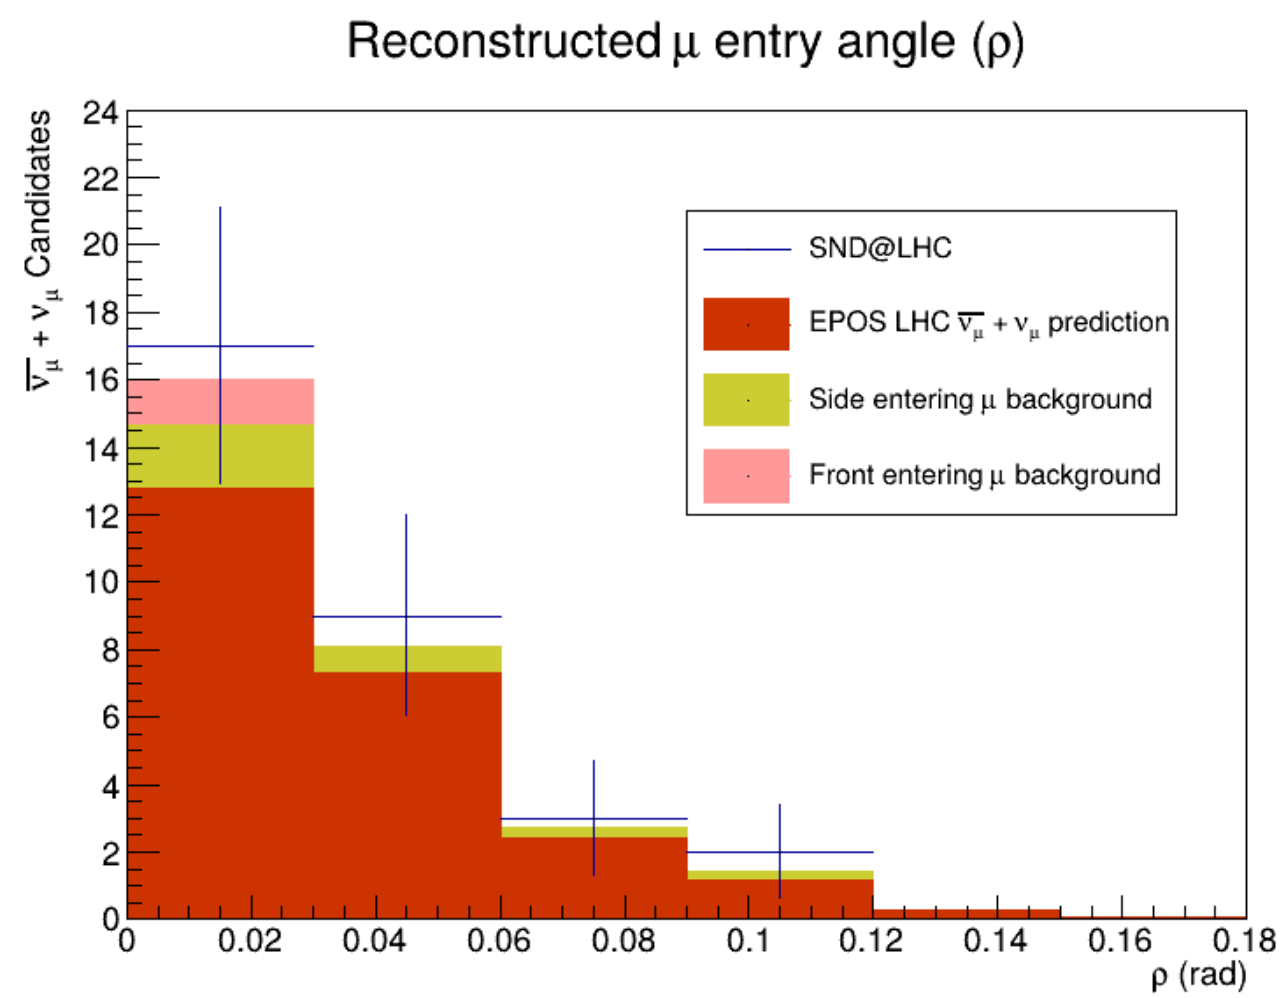 Reconstructed μ entry angle (ρ)
ν̅μ + νμ Candidates
24
22
20
18
16
14
12
10
8
6
4
2
0
SND@LHC
EPOS LHC ν̅μ + νμ prediction
Side entering μ background
Front entering μ background
0 0.02 0.04 0.06 0.08 0.1 0.12 0.14 0.16 0.18
ρ (rad)